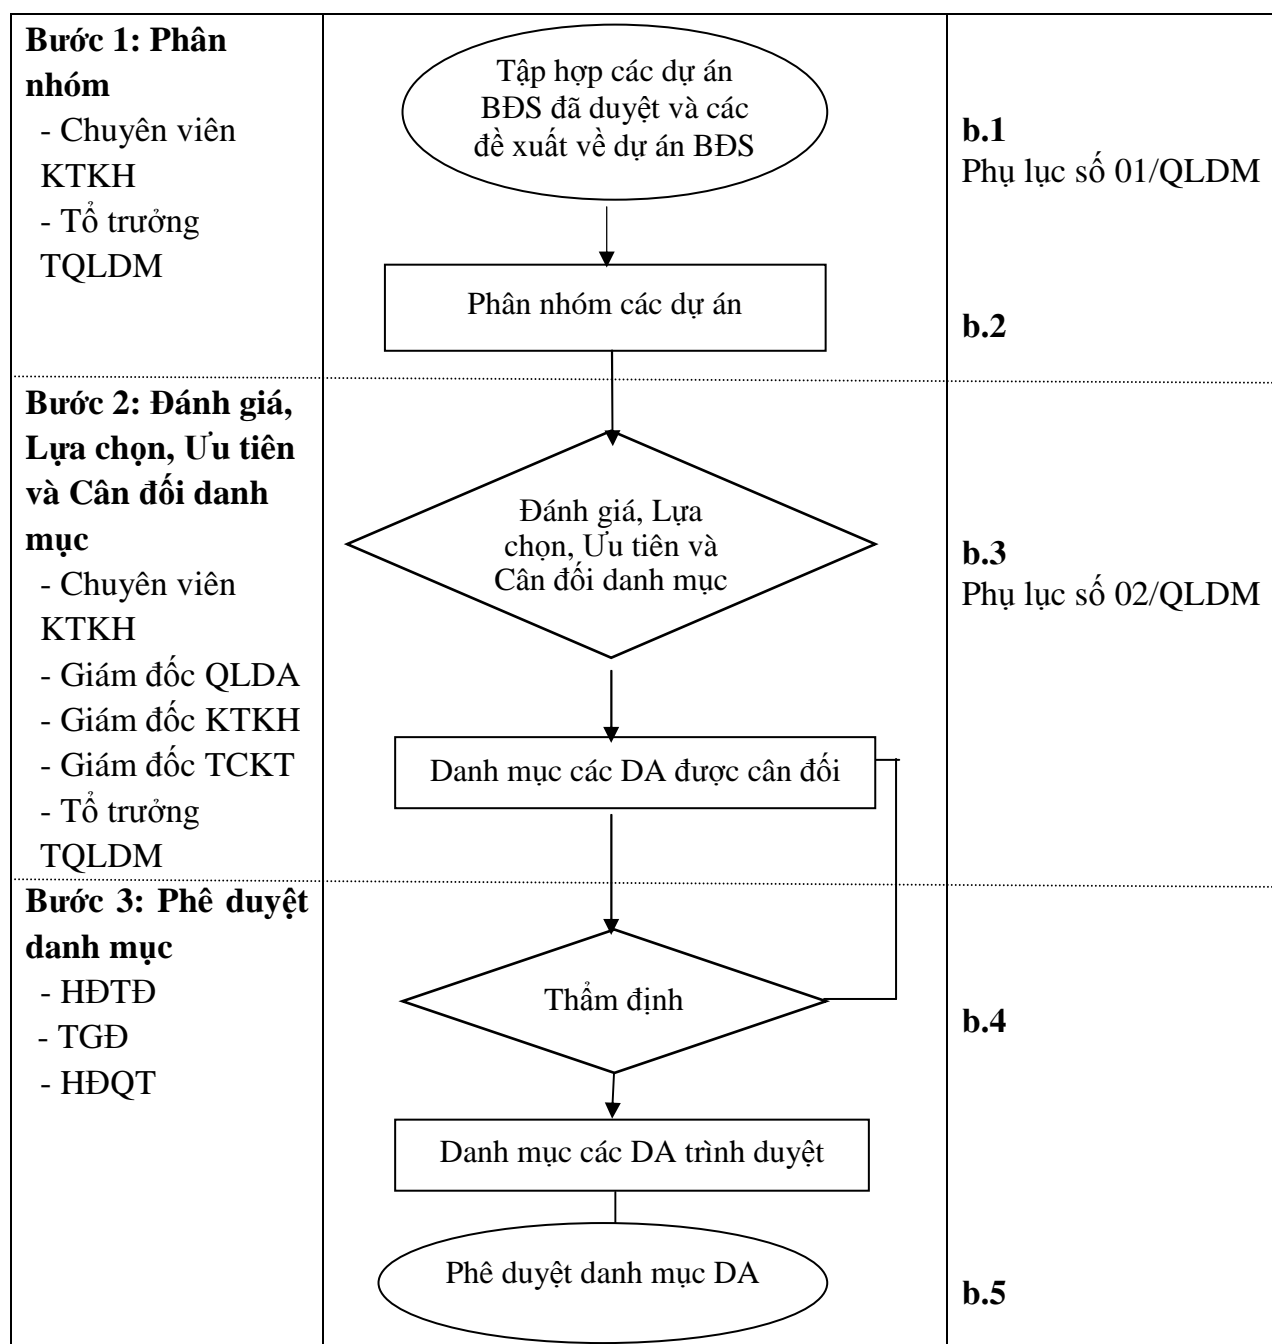 Bước 1: Phân
nhóm
- Chuyên viên
KTKH
- Tổ trưởng
TQLDM
Tập hợp các dự án
BĐS đã duyệt và các
đề xuất về dự án BĐS
Phân nhóm các dự án
b.1
Phụ lục số 01/QLDM
b.2
Bước 2: Đánh giá,
Lựa chọn, Ưu tiên
và Cân đối danh
mục
- Chuyên viên
KTKH
- Giám đốc QLDA
- Giám đốc KTKH
- Giám đốc TCKT
- Tổ trưởng
TQLDM
Đánh giá, Lựa
chọn, Ưu tiên và
Cân đối danh mục
Danh mục các DA được cân đối
b.3
Phụ lục số 02/QLDM
Bước 3: Phê duyệt
danh mục
- HĐTĐ
- TGĐ
- HĐQT
Thẩm định
Danh mục các DA trình duyệt
Phê duyệt danh mục DA
b.4
b.5